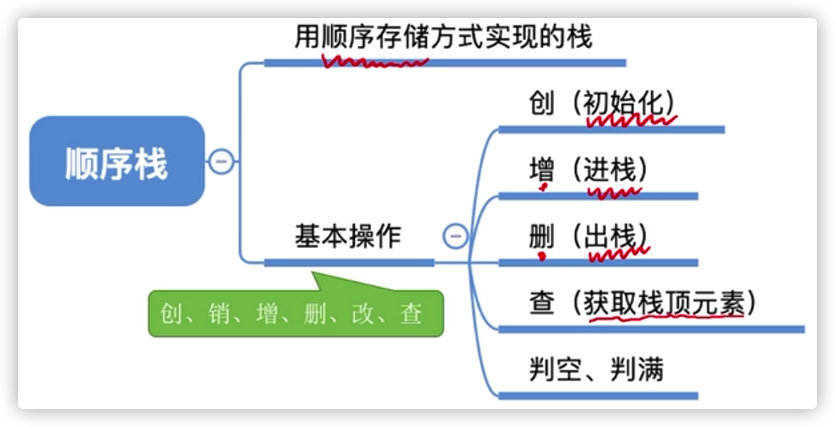 用顺序存储方式实现的栈
创（初始化）
顺序栈
增（进栈）
基本操作
删（出栈）
创、销、增、删、改、查
查（获取栈顶元素）
判空、判满